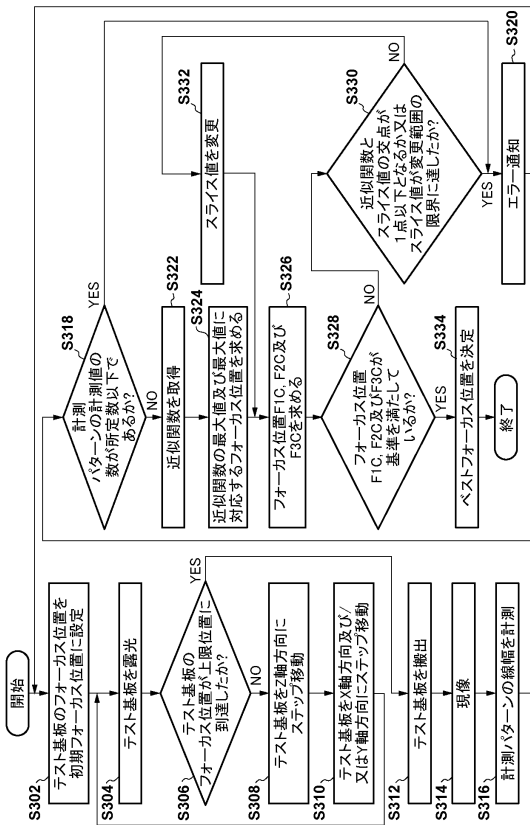 開始
S302
テスト基板のフォーカス位置を
初期フォーカス位置に設定
S304
テスト基板を露光
S306
テスト基板の
フォーカス位置が上限位置に
到達したか?
YES
NO
S308
テスト基板をZ軸方向に
ステップ移動
S310
テスト基板をX軸方向及び/
又はY軸方向にステップ移動
S312
テスト基板を搬出
S314
現像
S316
計測パターンの線幅を計測
S318
計測
パターンの計測値の
数が所定数以下で
あるか?
YES
NO
S322
近似関数を取得
S324
近似関数の最大値及び最大値に
対応するフォーカス位置を求める
S326
フォーカス位置F1C, F2C及び
F3Cを求める
S328
フォーカス位置
F1C, F2C及びF3Cが
基準を満たして
いるか?
NO
YES
S334
ベストフォーカス位置を決定
終了
S332
スライス値を変更
S330
近似関数と
スライス値の交点が
1点以下となるか又は
スライス値が変更範囲の
限界に達したか?
NO
YES
S320
エラー通知